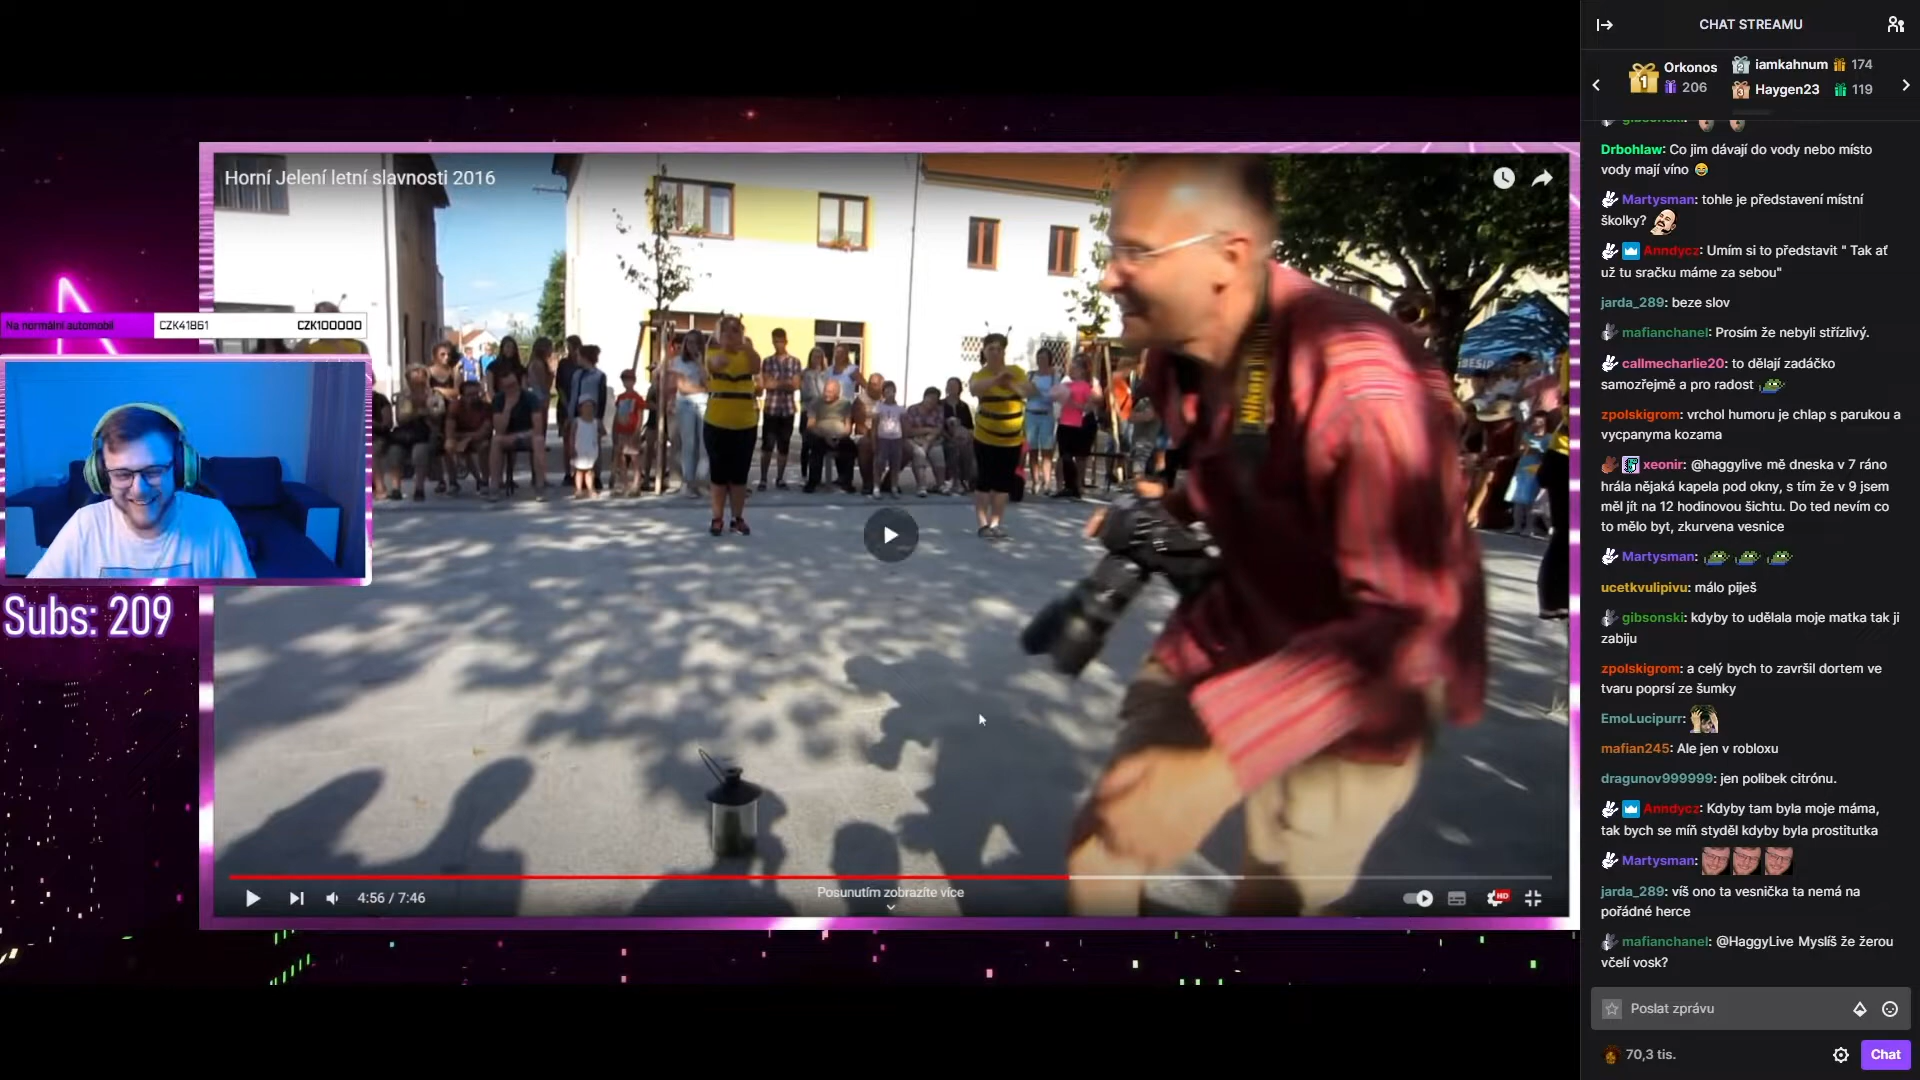 Horní Jelení letní slavnosti 2016
Na normální automobil
CZK41861
CZK100000
Subs: 209
Nikon
BESIP
4:56 / 7:46
Posunutím zobrazíte více
HD
CHAT STREAMU
1
Orkonos
206
2
iamkahnum
174
3
Haygen23
119
gibsonski:
Drbohlaw: Co jim dávají do vody nebo místo
vody mají víno
Martysman: tohle je představení místní
školky?
Anndycz: Umím si to představit " Tak ať
už tu sračku máme za sebou"
jarda_289: beze slov
mafianchanel: Prosím že nebyli střízlivý.
callmecharlie20: to dělají zadáčko
samozřejmě a pro radost
zpolskigrom: vrchol humoru je chlap s parukou a
vycpanyma kozama
xeonir: @haggylive mě dneska v 7 ráno
hrála nějaká kapela pod okny, s tím že v 9 jsem
měl jít na 12 hodinovou šichtu. Do ted nevím co
to mělo byt, zkurvena vesnice
Martysman:
ucetkvulipivu: málo piješ
gibsonski: kdyby to udělala moje matka tak ji
zabiju
zpolskigrom: a celý bych to završil dortem ve
tvaru poprsí ze šumky
EmoLucipurr:
mafian245: Ale jen v robloxu
dragunov999999: jen polibek citrónu.
Anndycz: Kdyby tam byla moje máma,
tak bych se míň styděl kdyby byla prostitutka
Martysman:
jarda_289: víš ono ta vesnička ta nemá na
pořádné herce
mafianchanel: @HaggyLive Myslíš že žerou
včelí vosk?
Poslat zprávu
70,3 tis.
Chat